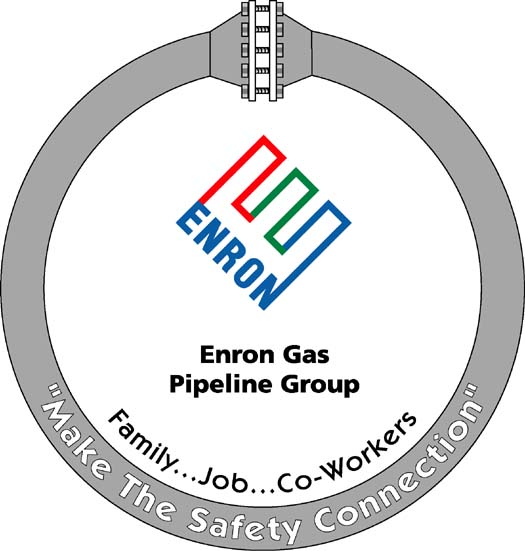 ENRON
Enron Gas
Pipeline Group
Family...Job...Co-Workers
"Make The Safety Connection"